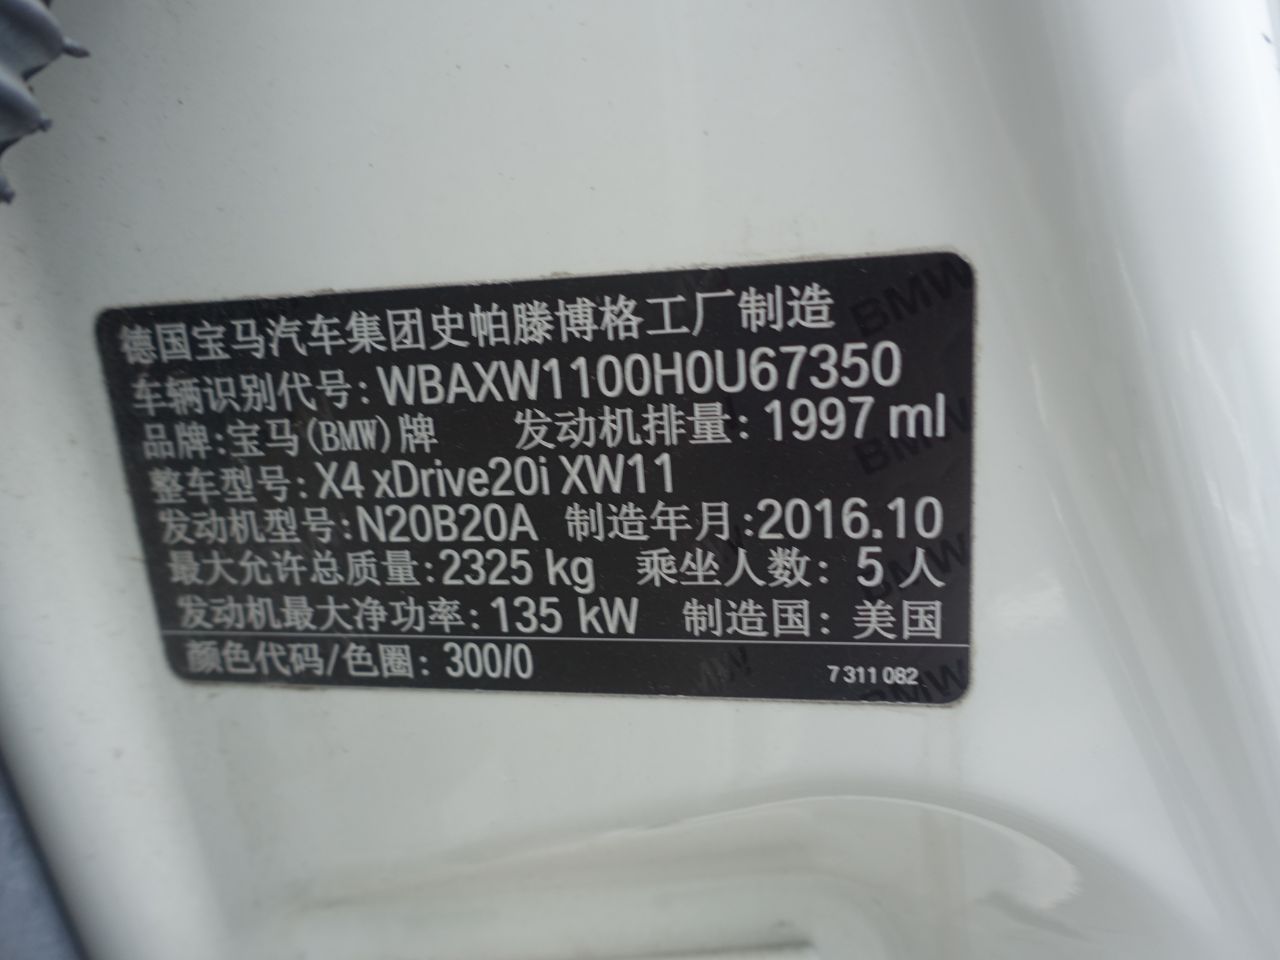 德国宝马汽车集团史帕滕博格工厂制造
车辆识别代号: WBAXW1100H0U67350
品牌:宝马(BMW)牌 发动机排量: 1997 ml
整车型号: X4 xDrive20i XW11
发动机型号: N20B20A 制造年月:2016.10
最大允许总质量:2325 kg 乘坐人数: 5人
发动机最大净功率: 135 kW 制造国: 美国
颜色代码/色圈: 300/0 7 311 082